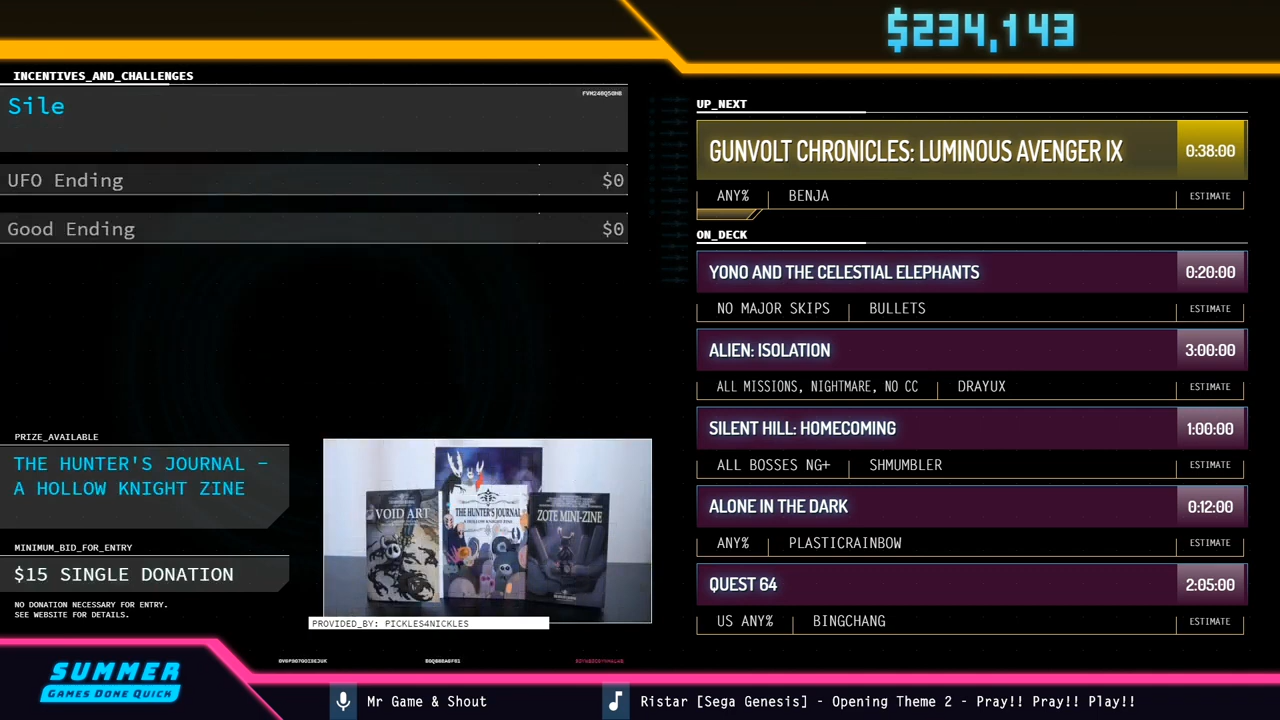 $234,143
INCENTIVES_AND_CHALLENGES
Sile
UFO Ending $0
Good Ending $0
UP_NEXT
GUNVOLT CHRONICLES: LUMINOUS AVENGER IX 0:38:00
ANY% BENJA ESTIMATE
ON_DECK
YONO AND THE CELESTIAL ELEPHANTS 0:20:00
NO MAJOR SKIPS BULLETS ESTIMATE
ALIEN: ISOLATION 3:00:00
ALL MISSIONS, NIGHTMARE, NO CC DRAYUX ESTIMATE
SILENT HILL: HOMECOMING 1:00:00
ALL BOSSES NG+ SHMUMBLER ESTIMATE
ALONE IN THE DARK 0:12:00
ANY% PLASTICRAINBOW ESTIMATE
QUEST 64 2:05:00
US ANY% BINGCHANG ESTIMATE
PRIZE_AVAILABLE
THE HUNTER'S JOURNAL –
A HOLLOW KNIGHT ZINE
MINIMUM_BID_FOR_ENTRY
$15 SINGLE DONATION
NO DONATION NECESSARY FOR ENTRY.
SEE WEBSITE FOR DETAILS.
VOID ART
THE HUNTER'S JOURNAL
A HOLLOW KNIGHT ZINE
ZOTE MINI-ZINE
PROVIDED_BY: PICKLES4NICKLES
SUMMER
GAMES DONE QUICK
Mr Game & Shout
Ristar [Sega Genesis] - Opening Theme 2 - Pray!! Pray!! Play!!